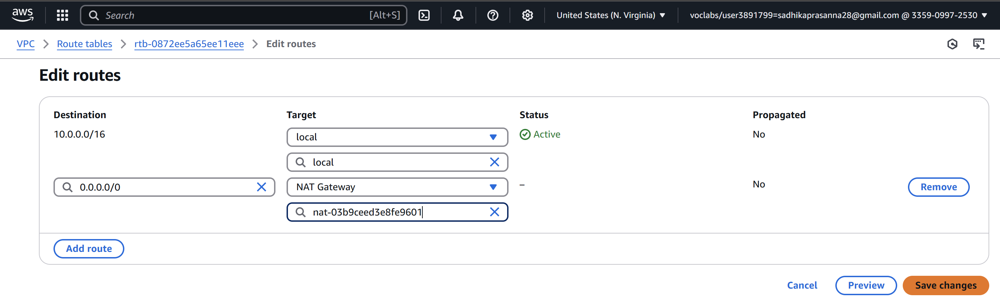 aws
Search [Alt+S]
United States (N. Virginia)
voclabs/user3891799=sadhikaprasanna28@gmail.com @ 3359-0997-2530
VPC > Route tables > rtb-0872ee5a65ee11eee > Edit routes
Edit routes
Destination Target Status Propagated
10.0.0.0/16 local Active No
local
0.0.0.0/0 NAT Gateway – No Remove
nat-03b9ceed3e8fe9601
Add route
Cancel Preview Save changes